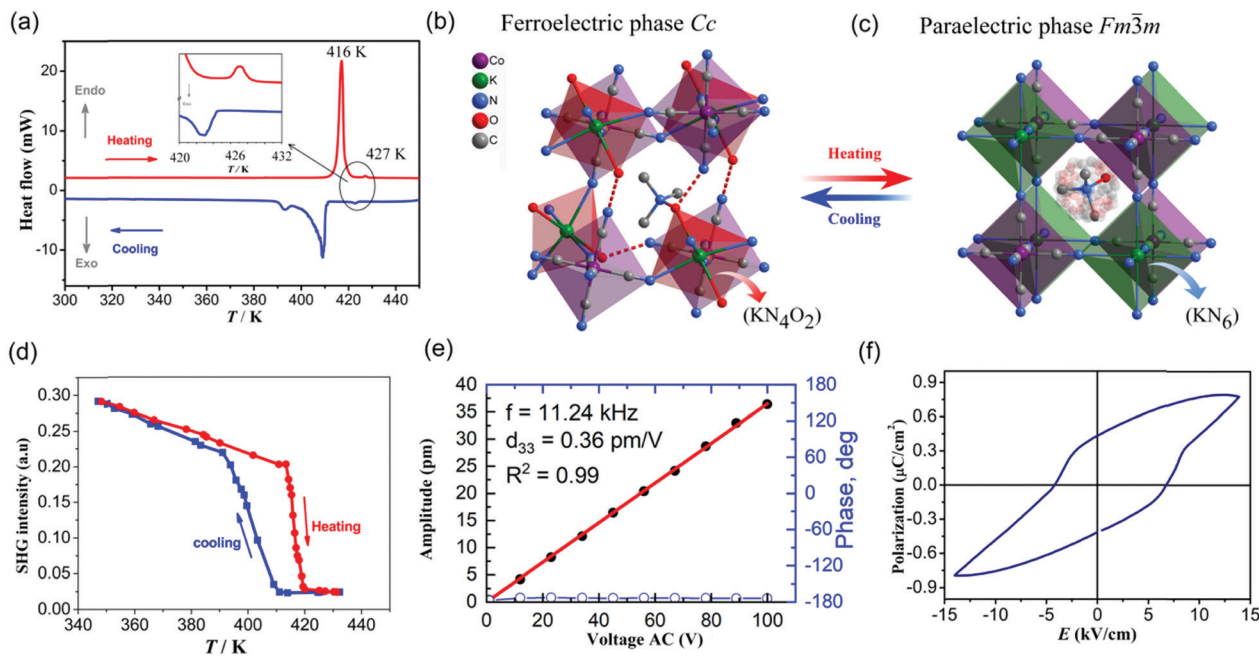 (a)
416 K
20
10
0
-10
Heat flow (mW)
Endo
Exo
Heating
Cooling
427 K
Exo
420
426
432
T / K
300
320
340
360
380
400
420
440
T / K
(b)
Ferroelectric phase Cc
Co
K
N
O
C
(KN4O2)
Heating
Cooling
(c)
Paraelectric phase Fm3̄m
(KN6)
(d)
SHG intensity (a.u)
0.30
0.25
0.20
0.15
0.10
0.05
0.00
Heating
cooling
340
360
380
400
420
440
T / K
(e)
Amplitude (pm)
40
35
30
25
20
15
10
5
0
f = 11.24 kHz
d33 = 0.36 pm/V
R2 = 0.99
180
120
60
0
-60
-120
-180
Phase, deg
0
20
40
60
80
100
Voltage AC (V)
(f)
Polarization (μC/cm2)
0.9
0.6
0.3
0.0
-0.3
-0.6
-0.9
-15
-10
-5
0
5
10
15
E (kV/cm)